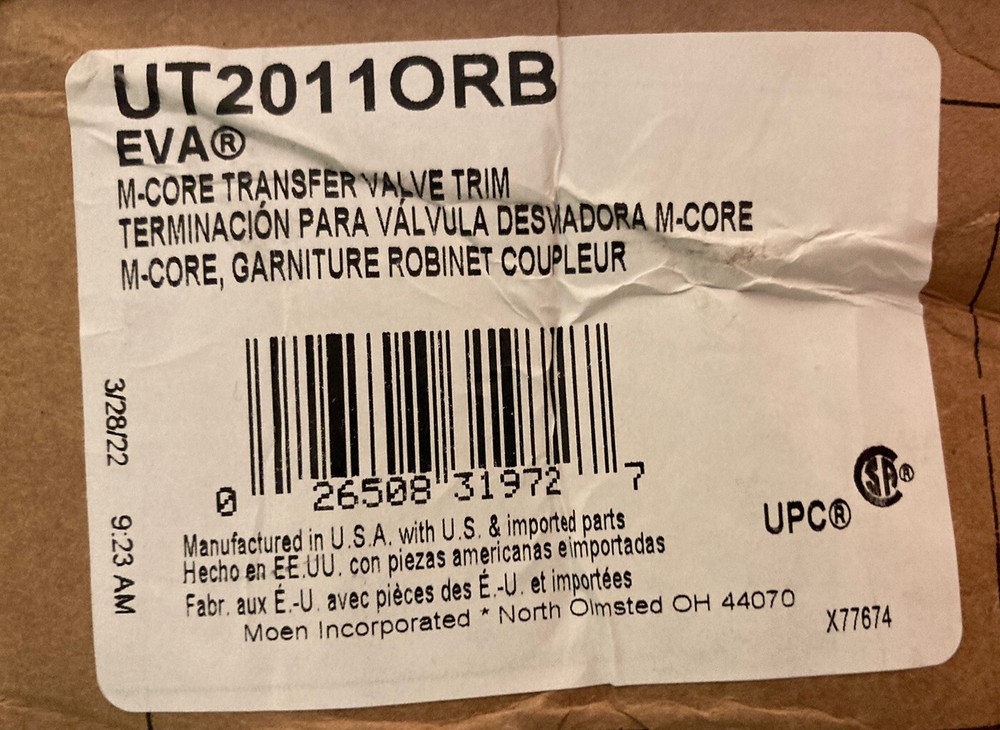 UT2011ORB
EVA®
M-CORE TRANSFER VALVE TRIM
TERMINACIÓN PARA VÁLVULA DESVIADORA M-CORE
M-CORE, GARNITURE ROBINET COUPLEUR
3/28/22 9:23 AM
0 26508 31972 7
SA®
UPC®
Manufactured in U.S.A. with U.S. & imported parts
Hecho en EE.UU. con piezas americanas e importadas
Fabr. aux É.-U. avec pièces des É.-U. et importées
Moen Incorporated * North Olmsted OH 44070
X77674